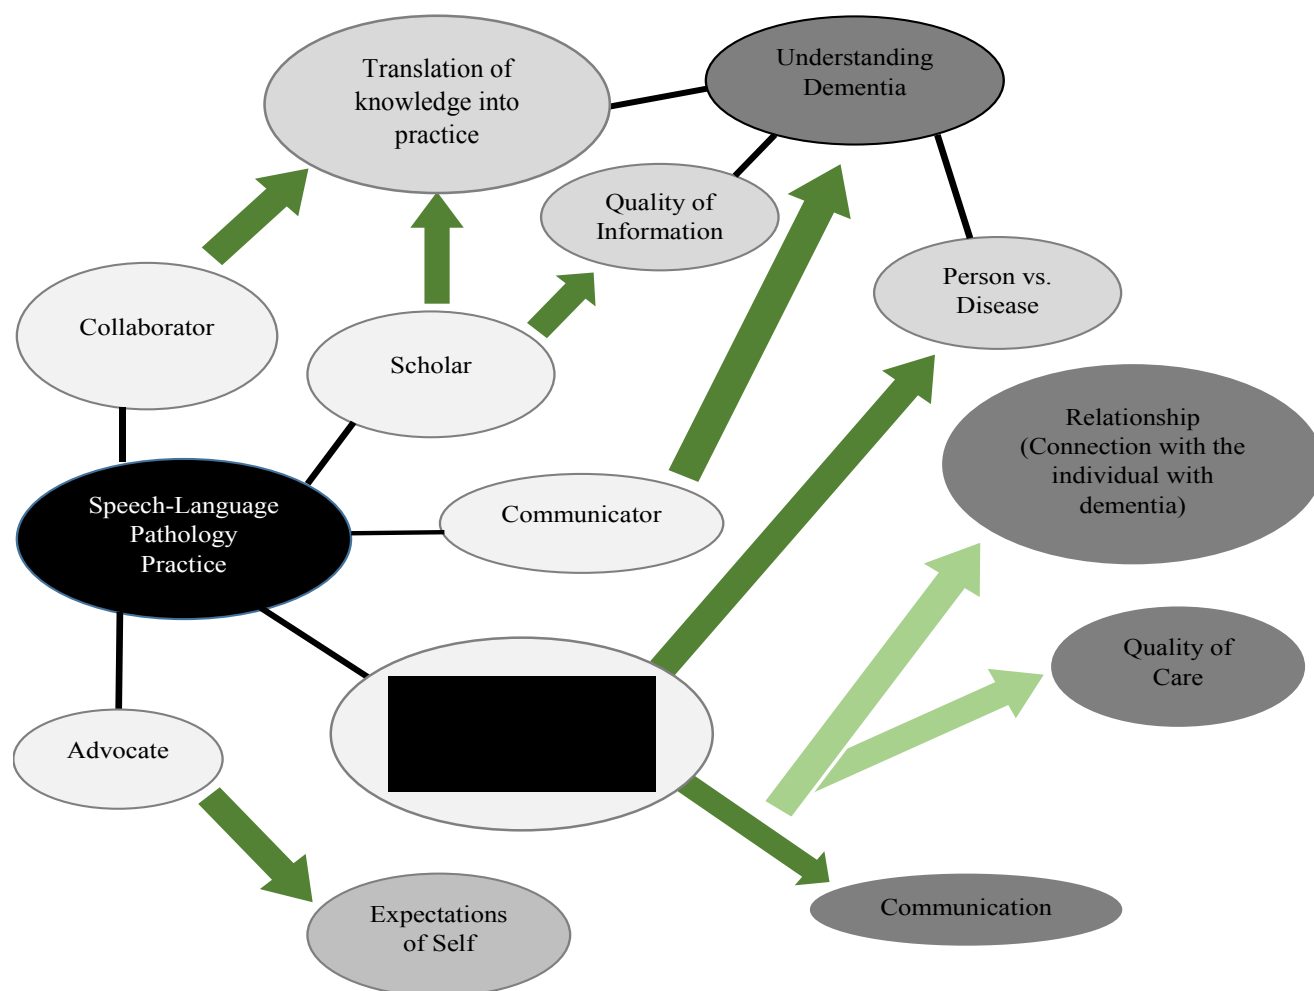 Translation of
knowledge into
practice
Understanding
Dementia
Quality of
Information
Person vs.
Disease
Collaborator
Scholar
Relationship
(Connection with the
individual with
dementia)
Speech-Language
Pathology
Practice
Communicator
Quality of
Care
Advocate
Communication
Expectations
of Self